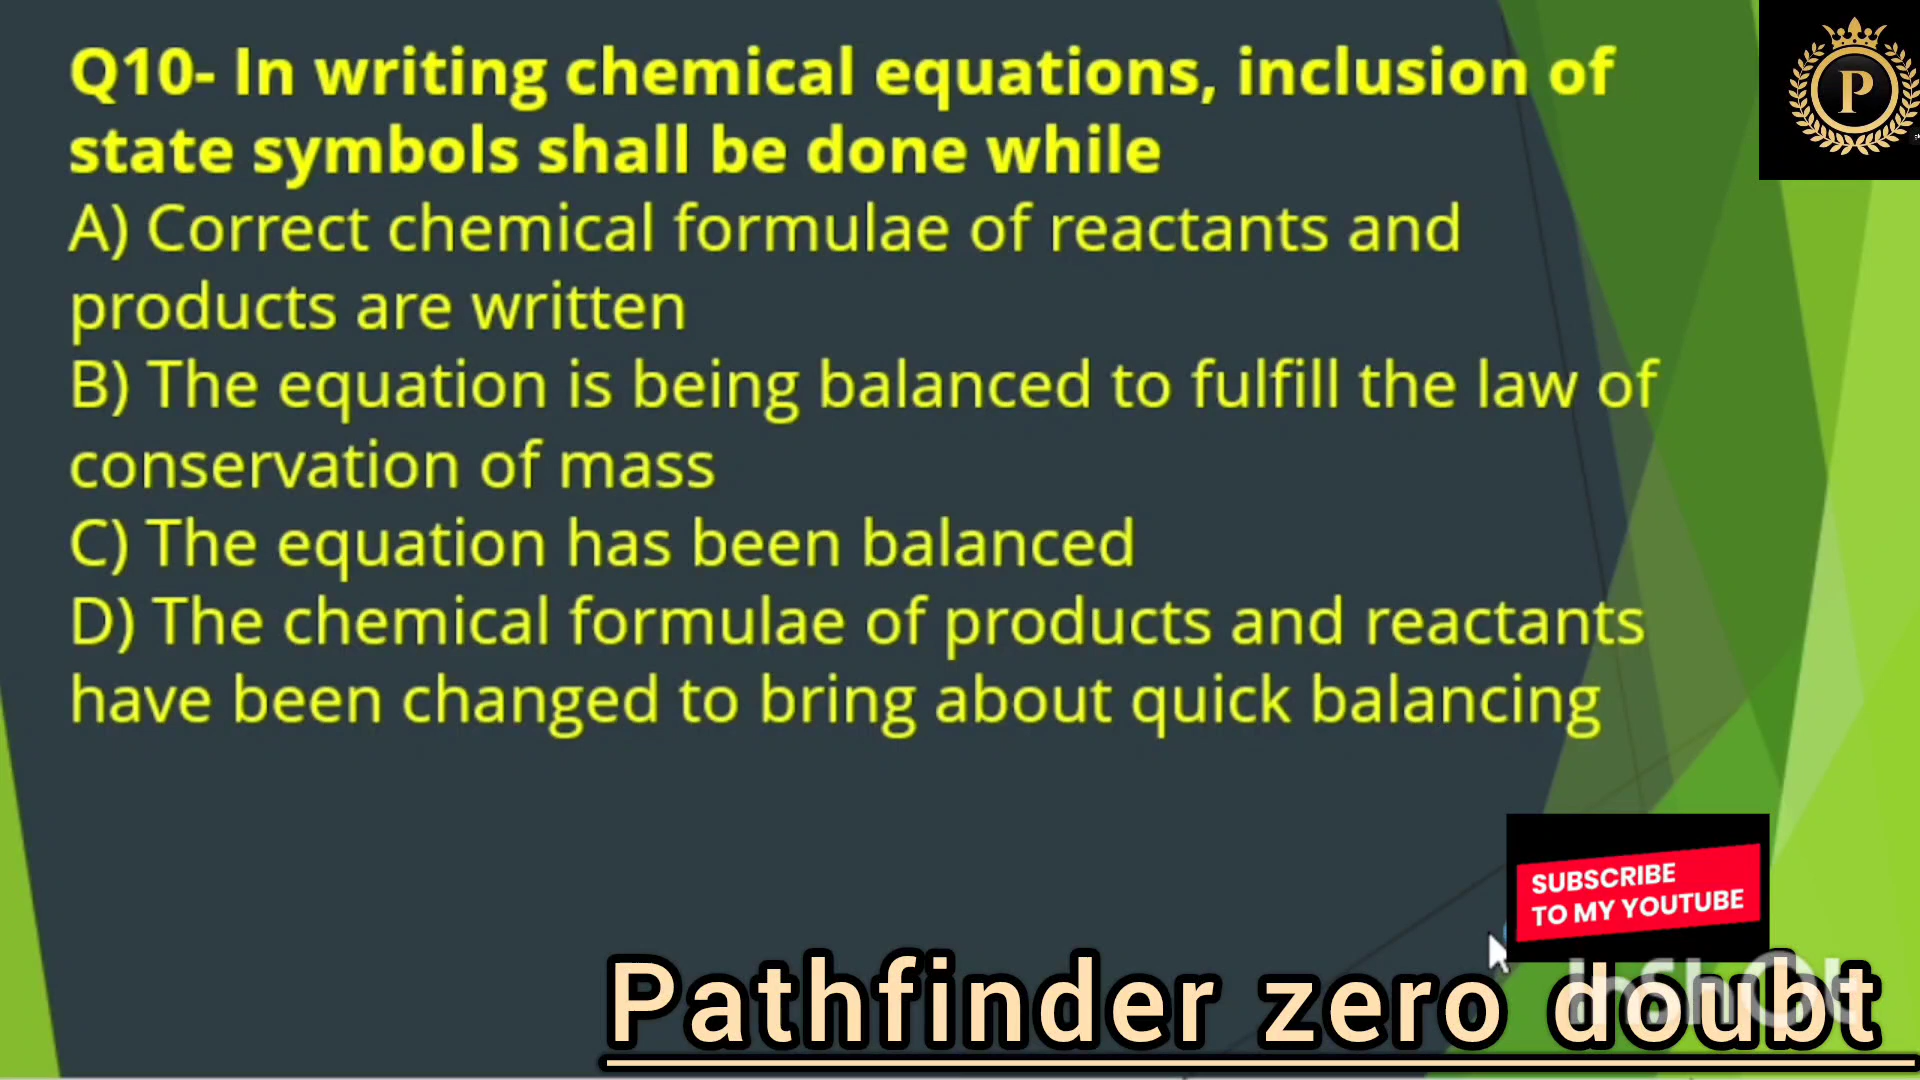 Q10- In writing chemical equations, inclusion of
state symbols shall be done while
A) Correct chemical formulae of reactants and
products are written
B) The equation is being balanced to fulfill the law of
conservation of mass
C) The equation has been balanced
D) The chemical formulae of products and reactants
have been changed to bring about quick balancing
P
SUBSCRIBE
TO MY YOUTUBE
Pathfinder zero doubt
InShOt